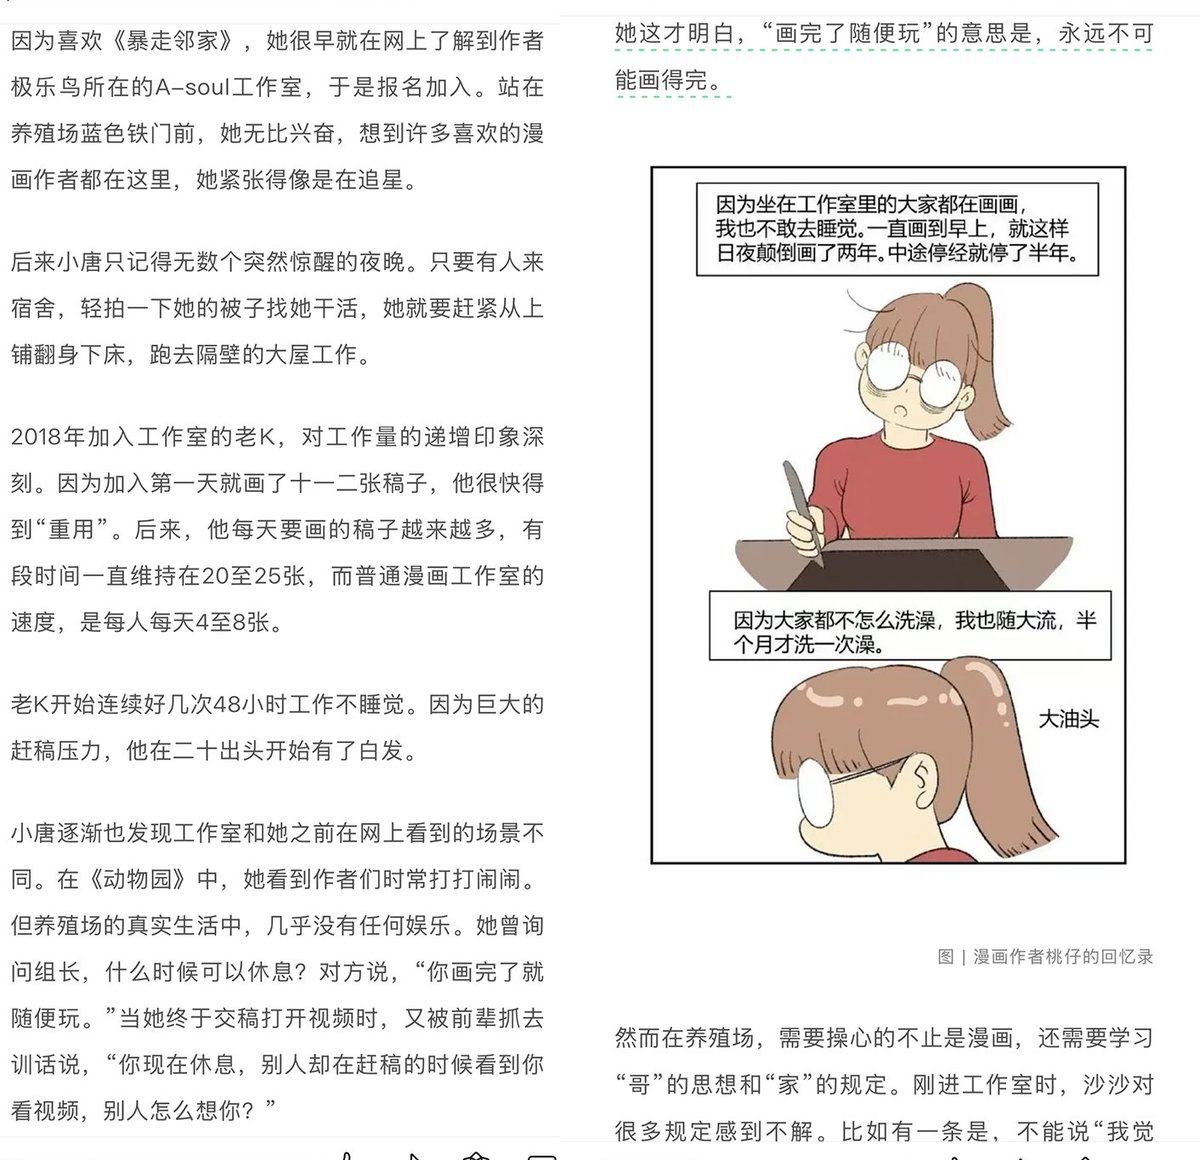 因为喜欢《暴走邻家》，她很早就在网上了解到作者
极乐鸟所在的A-soul工作室，于是报名加入。站在
养殖场蓝色铁门前，她无比兴奋，想到许多喜欢的漫
画作者都在这里，她紧张得像是在追星。
后来小唐只记得无数个突然惊醒的夜晚。只要有人来
宿舍，轻拍一下她的被子找她干活，她就要赶紧从上
铺翻身下床，跑去隔壁的大屋工作。
2018年加入工作室的老K，对工作量的递增印象深
刻。因为加入第一天就画了十一二张稿子，他很快得
到“重用”。后来，他每天要画的稿子越来越多，有
段时间一直维持在20至25张，而普通漫画工作室的
速度，是每人每天4至8张。
老K开始连续好几次48小时工作不睡觉。因为巨大的
赶稿压力，他在二十出头开始有了白发。
小唐逐渐也发现工作室和她之前在网上看到的场景不
同。在《动物园》中，她看到作者们时常打打闹闹。
但养殖场的真实生活中，几乎没有任何娱乐。她曾询
问组长，什么时候可以休息？对方说，“你画完了就
随便玩。”当她终于交稿打开视频时，又被前辈抓去
训话说，“你现在休息，别人却在赶稿的时候看到你
看视频，别人怎么想你？”
她这才明白，“画完了随便玩”的意思是，永远不可
能画得完。
因为坐在工作室里的大家都在画画，
我也不敢去睡觉。一直画到早上，就这样
日夜颠倒画了两年。中途停经就停了半年。
因为大家都不怎么洗澡，我也随大流，半
个月才洗一次澡。
大油头
图 | 漫画作者桃仔的回忆录
然而在养殖场，需要操心的不止是漫画，还需要学习
“哥”的思想和“家”的规定。刚进工作室时，沙沙对
很多规定感到不解。比如有一条是，不能说“我觉